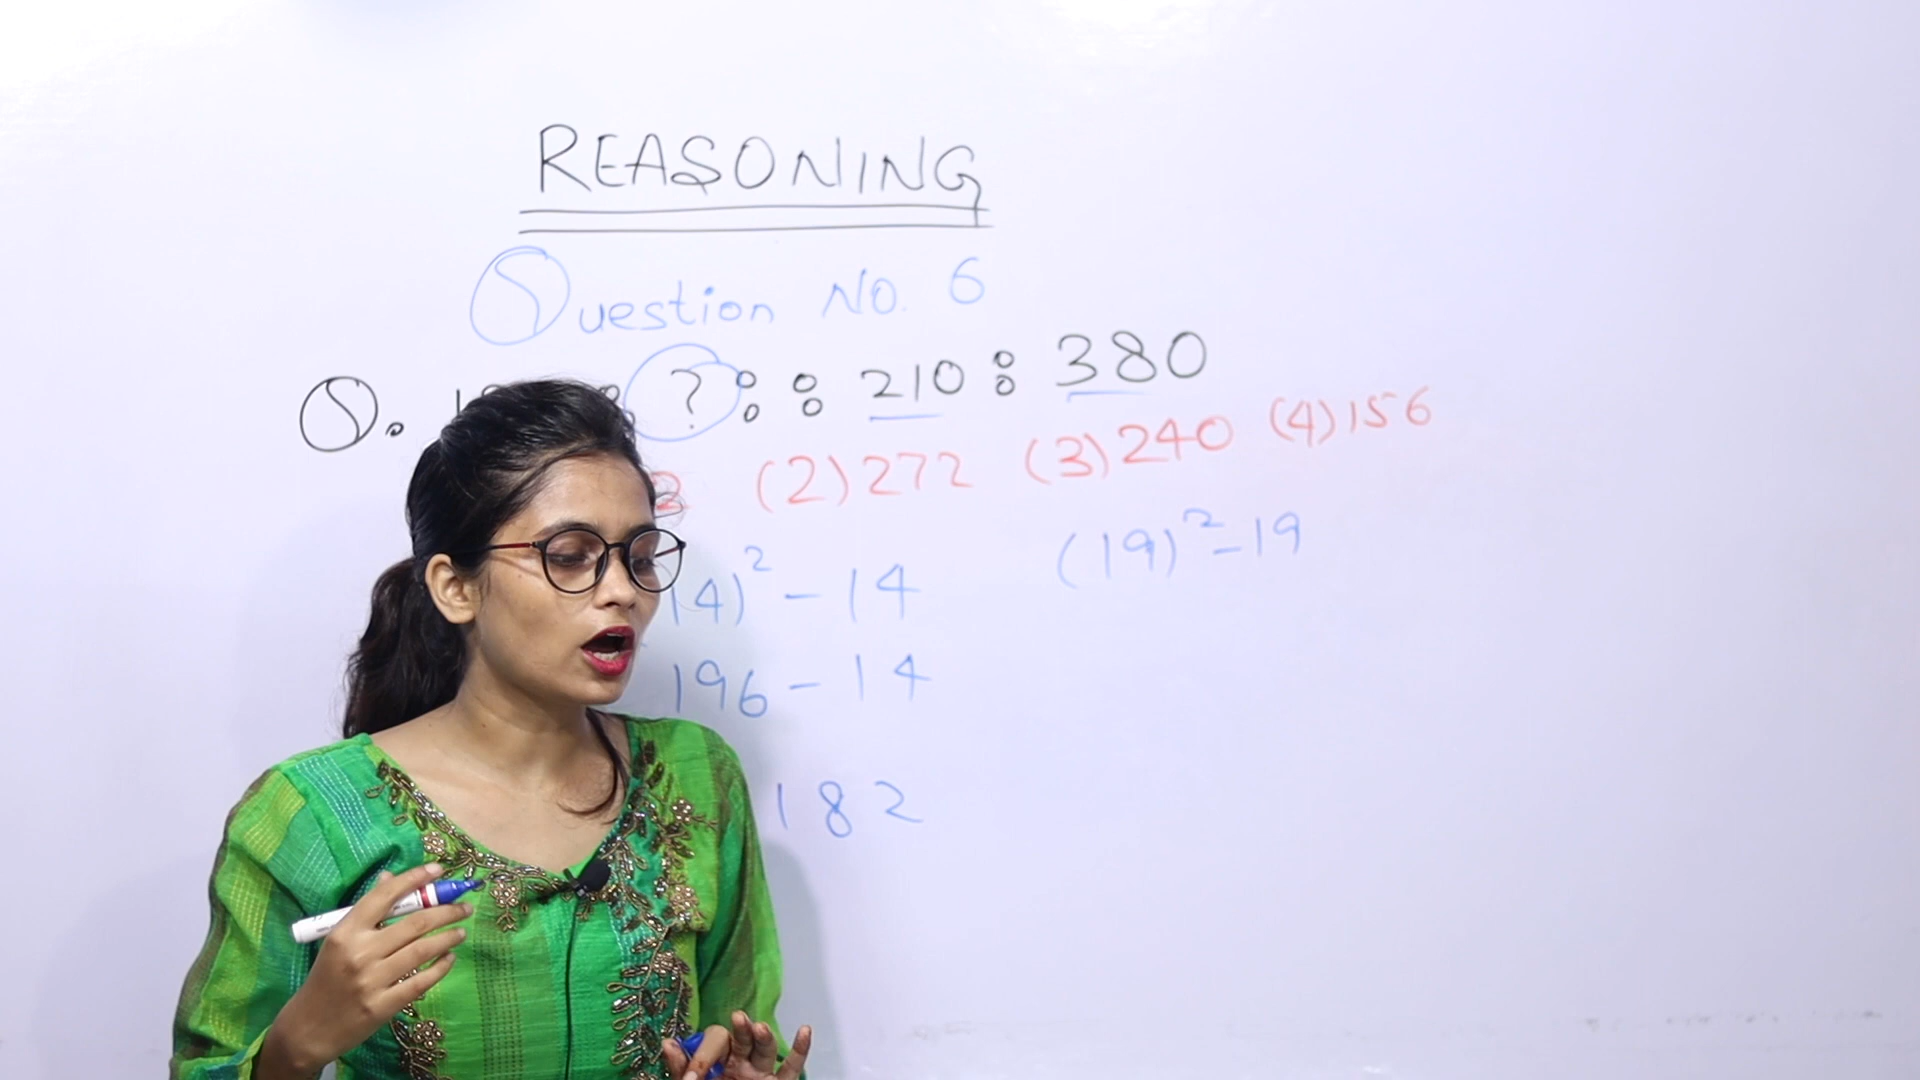 REASONING
Question No. 6
Q. ? :: 210 : 380
(2) 272 (3) 240 (4) 156
14)² - 14 (19)² - 19
196 - 14
182